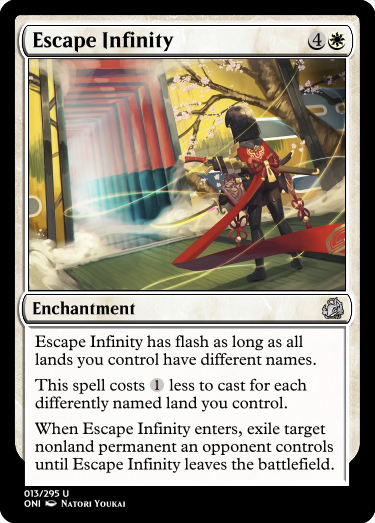 Escape Infinity 4
Enchantment
Escape Infinity has flash as long as all
lands you control have different names.
This spell costs 1 less to cast for each
differently named land you control.
When Escape Infinity enters, exile target
nonland permanent an opponent controls
until Escape Infinity leaves the battlefield.
013/295 U
ONI Natori Youkai